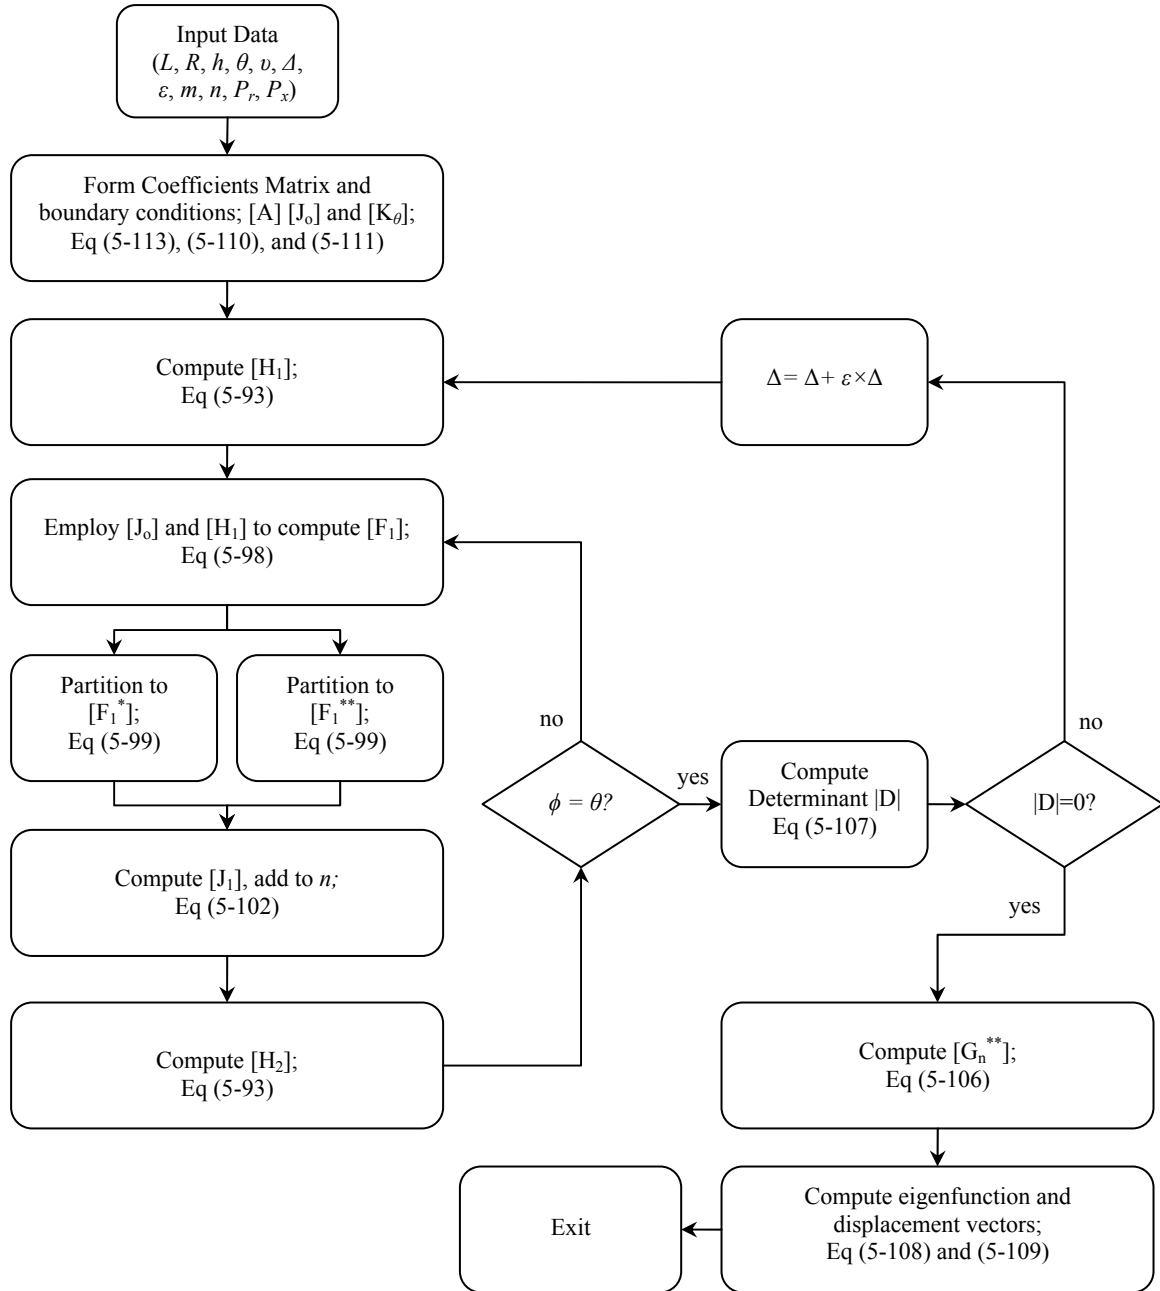 Input Data
(L, R, h, θ, υ, Δ,
ε, m, n, Pr, Px)
Form Coefficients Matrix and
boundary conditions; [A] [Jo] and [Kθ];
Eq (5-113), (5-110), and (5-111)
Compute [H1];
Eq (5-93)
Δ= Δ+ ε×Δ
Employ [Jo] and [H1] to compute [F1];
Eq (5-98)
Partition to
[F1*];
Eq (5-99)
Partition to
[F1**];
Eq (5-99)
no
no
ϕ = θ?
yes
Compute
Determinant |D|
Eq (5-107)
|D|=0?
yes
Compute [J1], add to n;
Eq (5-102)
Compute [H2];
Eq (5-93)
Compute [Gn**];
Eq (5-106)
Compute eigenfunction and
displacement vectors;
Eq (5-108) and (5-109)
Exit